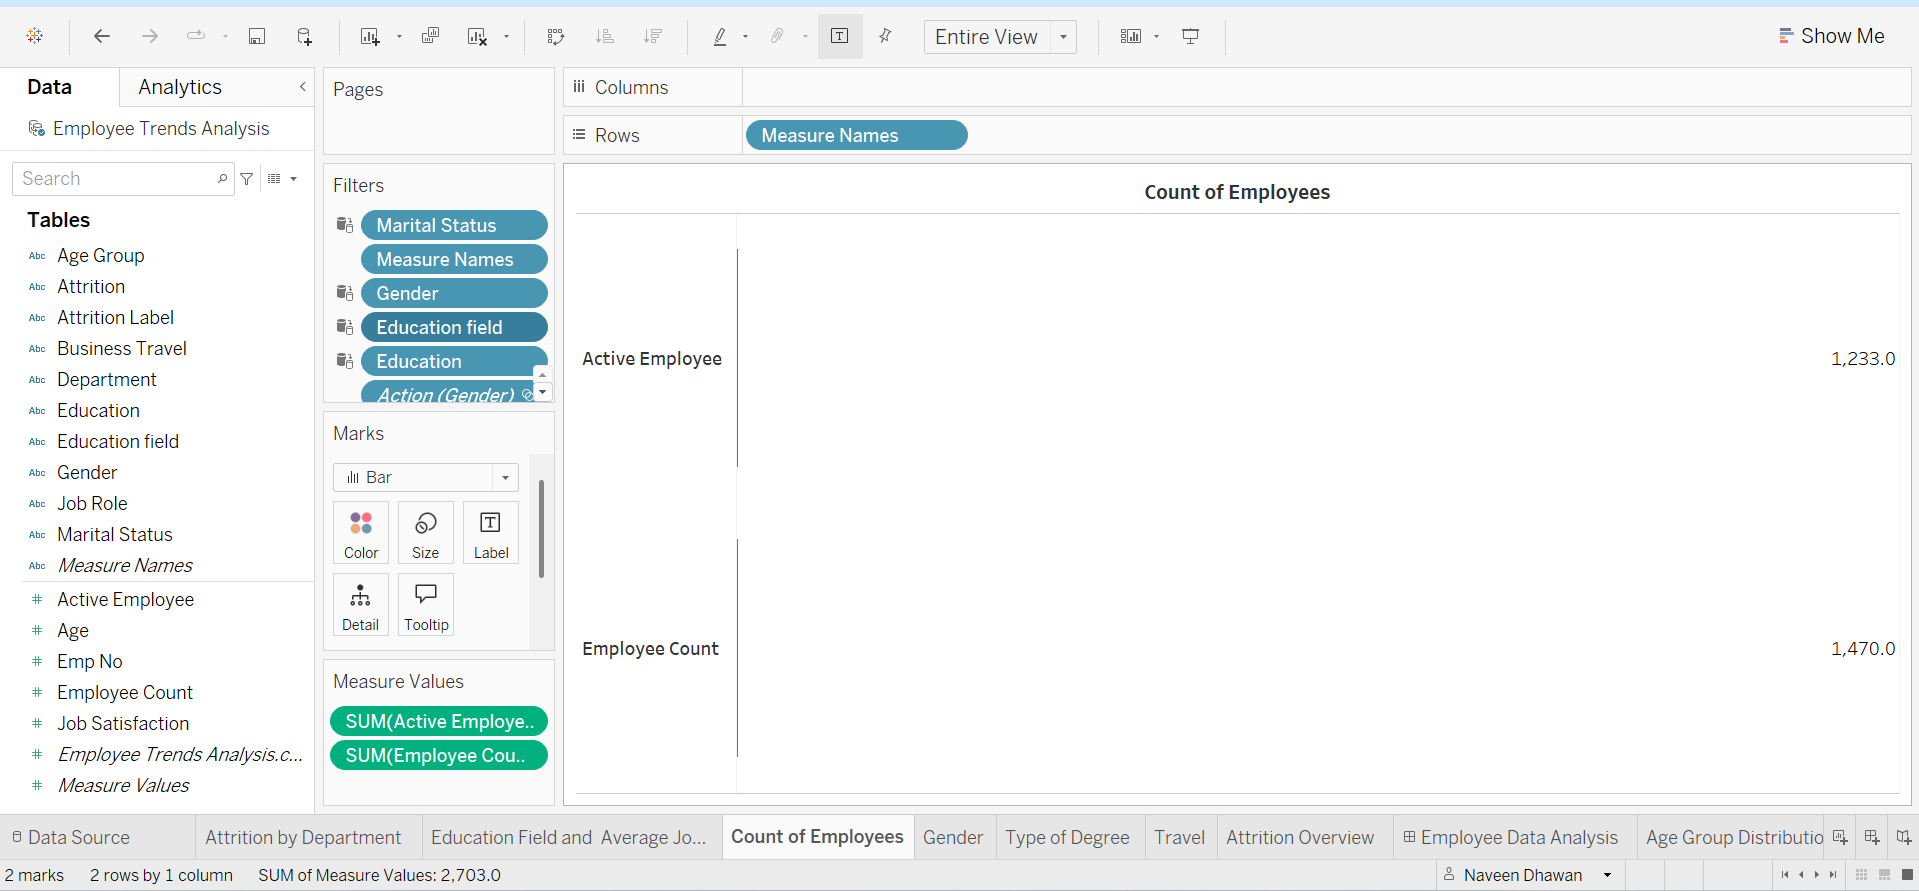 Entire View
Show Me
Data
Analytics
Employee Trends Analysis
Search
Tables
Abc Age Group
Abc Attrition
Abc Attrition Label
Abc Business Travel
Abc Department
Abc Education
Abc Education field
Abc Gender
Abc Job Role
Abc Marital Status
Abc Measure Names
# Active Employee
# Age
# Emp No
# Employee Count
# Job Satisfaction
# Employee Trends Analysis.c...
# Measure Values
Pages
Filters
Marital Status
Measure Names
Gender
Education field
Education
Action (Gender)
Marks
Bar
Color
Size
T
Label
Detail
Tooltip
Measure Values
SUM(Active Employe..
SUM(Employee Cou..
Columns
Rows
Measure Names
Count of Employees
Active Employee
1,233.0
Employee Count
1,470.0
Data Source
Attrition by Department
Education Field and Average Jo...
Count of Employees
Gender
Type of Degree
Travel
Attrition Overview
Employee Data Analysis
Age Group Distributio
2 marks
2 rows by 1 column
SUM of Measure Values: 2,703.0
Naveen Dhawan